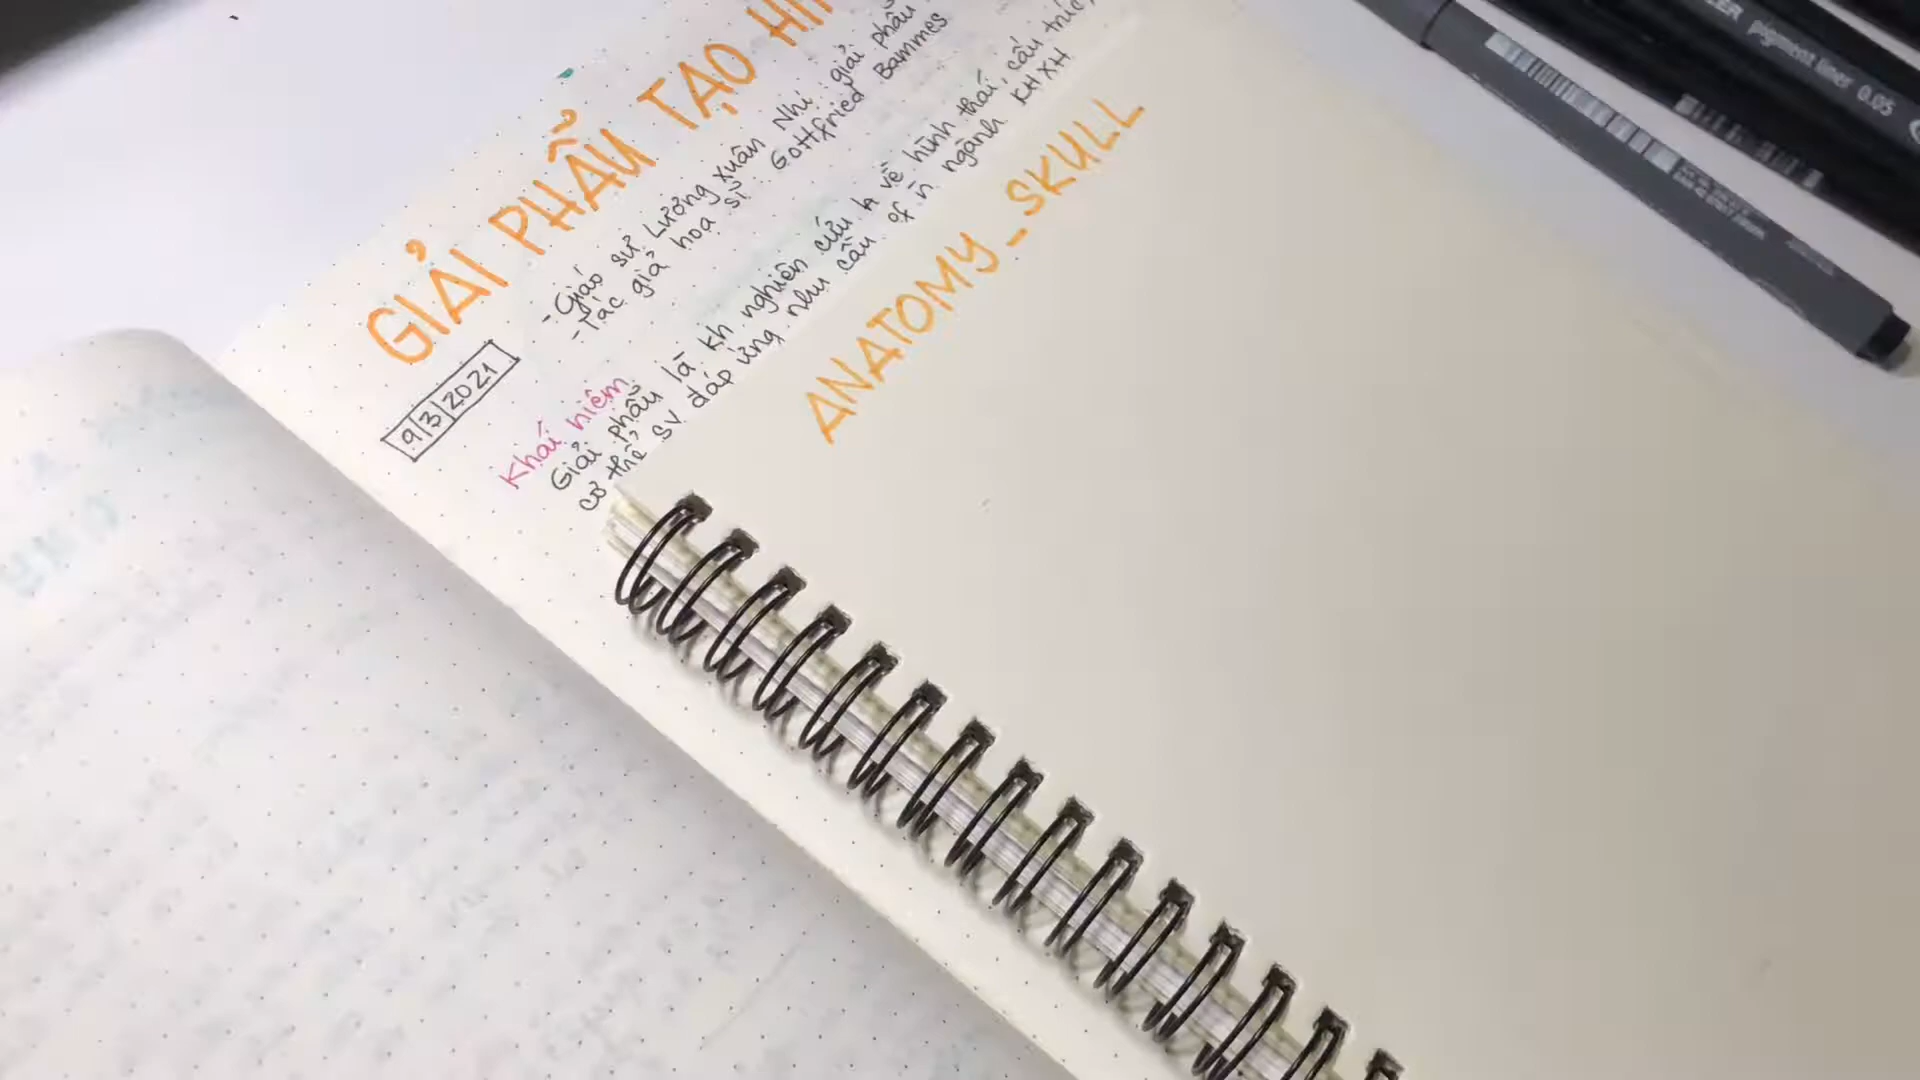 GIẢI PHẪU TẠO HÌ
- Giáo sư Lương Xuân Nhị giải phẫu
- Tác giả hoạ sĩ Gottfried Bammes
9 3 2021
Khái niệm
Giải phẫu là kh nghiên cứu k về hình thái, cấu trúc,
cơ thể SV đáp ứng nhu cầu of n ngành KHXH
ANATOMY_SKULL
pigment liner 0.05